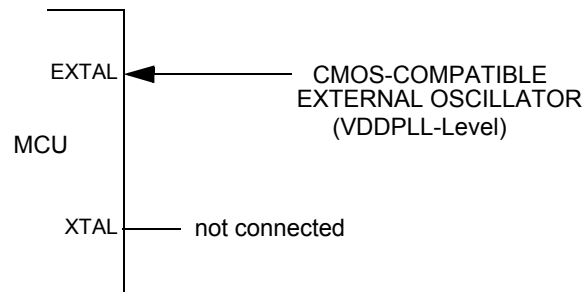 EXTAL
CMOS-COMPATIBLE
EXTERNAL OSCILLATOR
(VDDPLL-Level)
MCU
XTAL
not connected